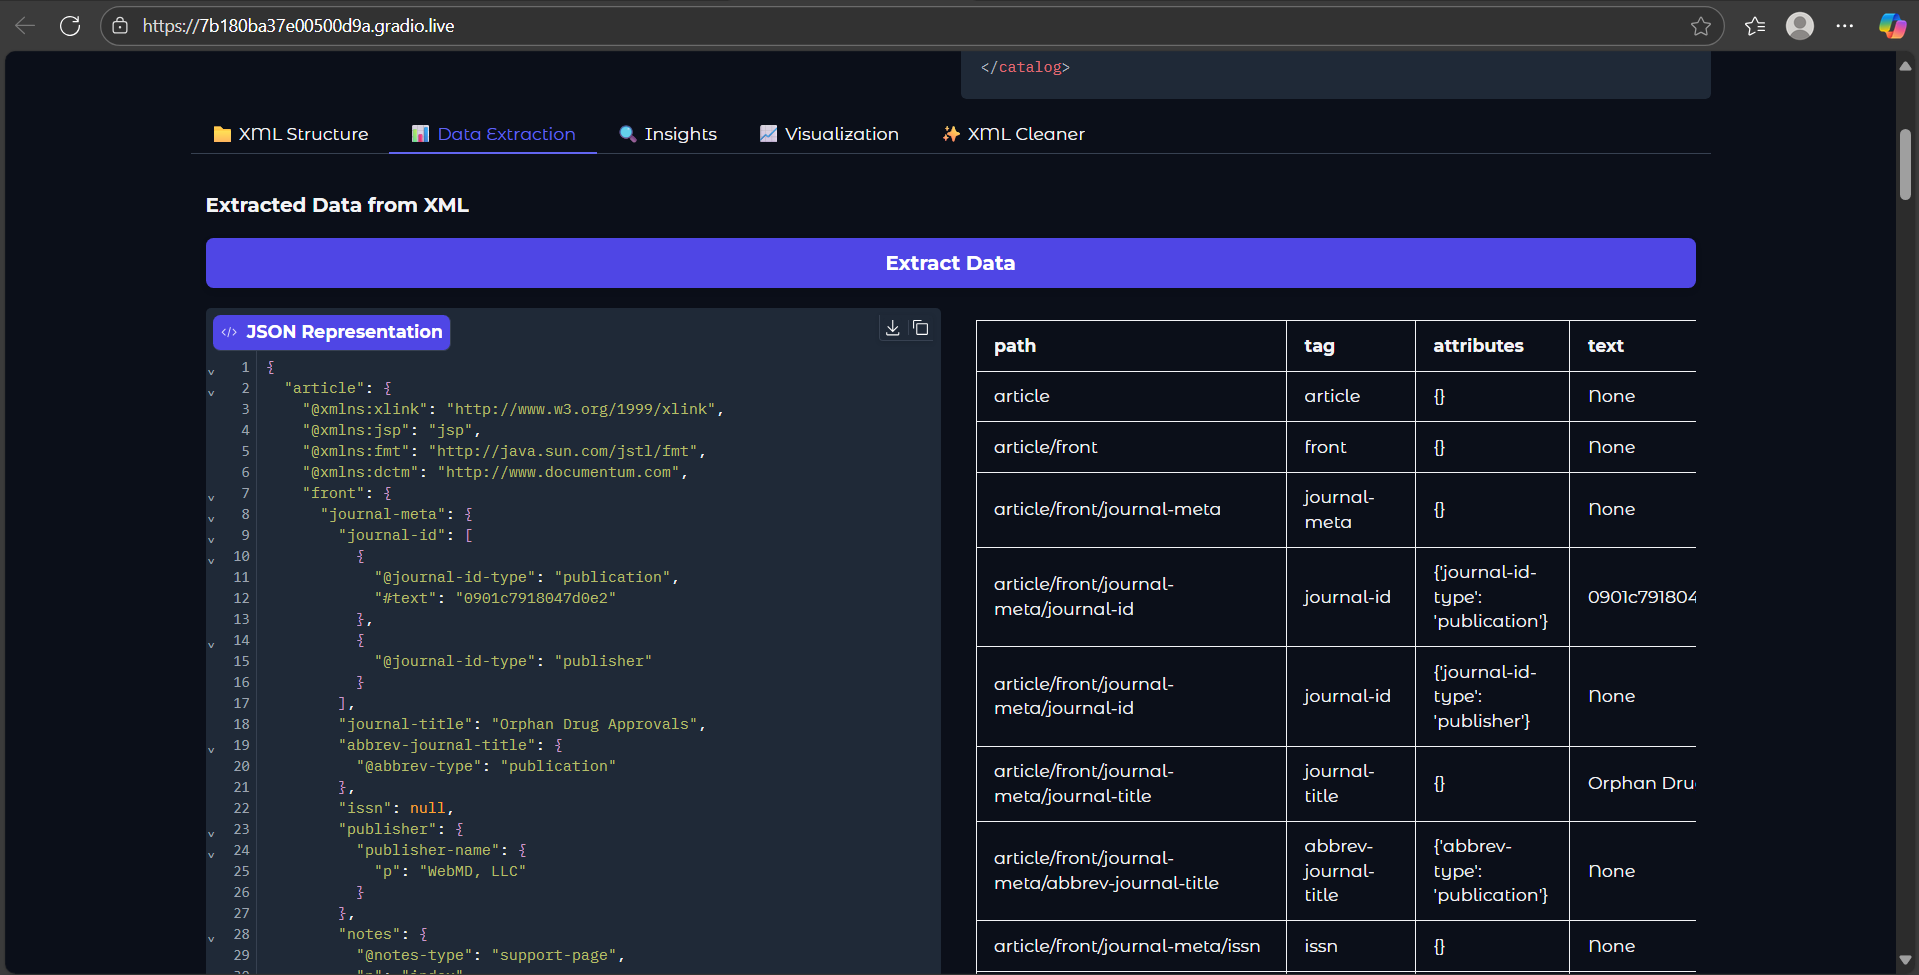 https://7b180ba37e00500d9a.gradio.live
</catalog>
XML Structure
Data Extraction
Insights
Visualization
XML Cleaner
Extracted Data from XML
Extract Data
</> JSON Representation
1 {
2 "article": {
3 "@xmlns:xlink": "http://www.w3.org/1999/xlink",
4 "@xmlns:jsp": "jsp",
5 "@xmlns:fmt": "http://java.sun.com/jstl/fmt",
6 "@xmlns:dctm": "http://www.documentum.com",
7 "front": {
8 "journal-meta": {
9 "journal-id": [
10 {
11 "@journal-id-type": "publication",
12 "#text": "0901c7918047d0e2"
13 },
14 {
15 "@journal-id-type": "publisher"
16 }
17 ],
18 "journal-title": "Orphan Drug Approvals",
19 "abbrev-journal-title": {
20 "@abbrev-type": "publication"
21 },
22 "issn": null,
23 "publisher": {
24 "publisher-name": {
25 "p": "WebMD, LLC"
26 }
27 },
28 "notes": {
29 "@notes-type": "support-page",
path tag attributes text
article article {} None
article/front front {} None
article/front/journal-meta journal-
meta {} None
article/front/journal-
meta/journal-id journal-id {'journal-id-
type':
'publication'} 0901c791804
article/front/journal-
meta/journal-id journal-id {'journal-id-
type':
'publisher'} None
article/front/journal-
meta/journal-title journal-
title {} Orphan Dru
article/front/journal-
meta/abbrev-journal-title abbrev-
journal-
title {'abbrev-
type':
'publication'} None
article/front/journal-meta/issn issn {} None